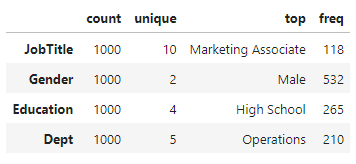 count unique top freq
JobTitle 1000 10 Marketing Associate 118
Gender 1000 2 Male 532
Education 1000 4 High School 265
Dept 1000 5 Operations 210